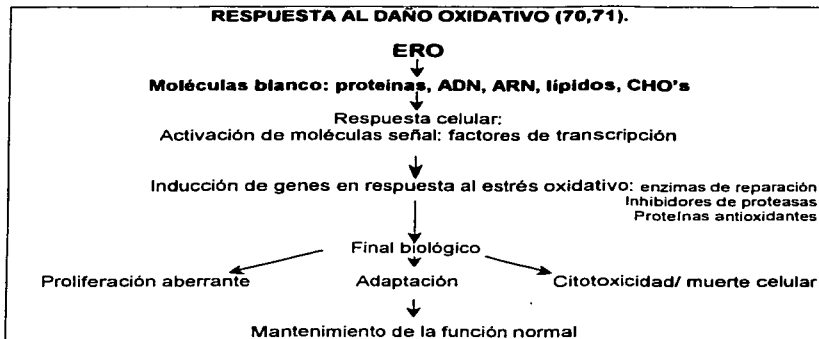 RESPUESTA AL DAÑO OXIDATIVO (70,71).
ERO
Moléculas blanco: proteínas, ADN, ARN, lípidos, CHO's
Respuesta celular:
Activación de moléculas señal: factores de transcripción
Inducción de genes en respuesta al estrés oxidativo: enzimas de reparación
Inhibidores de proteasas
Proteínas antioxidantes
Final biológico
Proliferación aberrante Adaptación Citotoxicidad/ muerte celular
Mantenimiento de la función normal